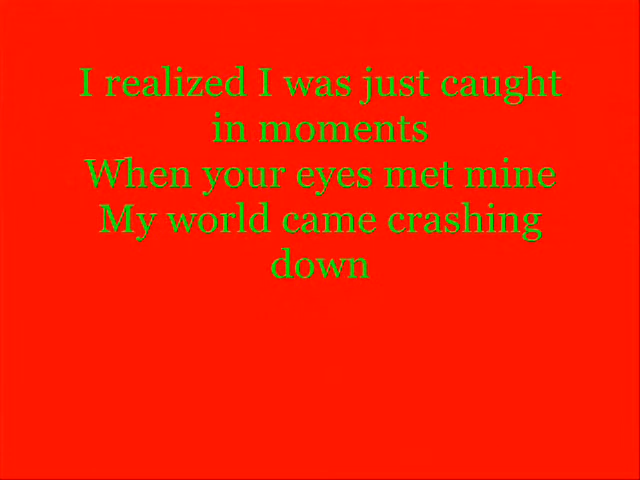 I realized I was just caught
in moments
When your eyes met mine
My world came crashing
down